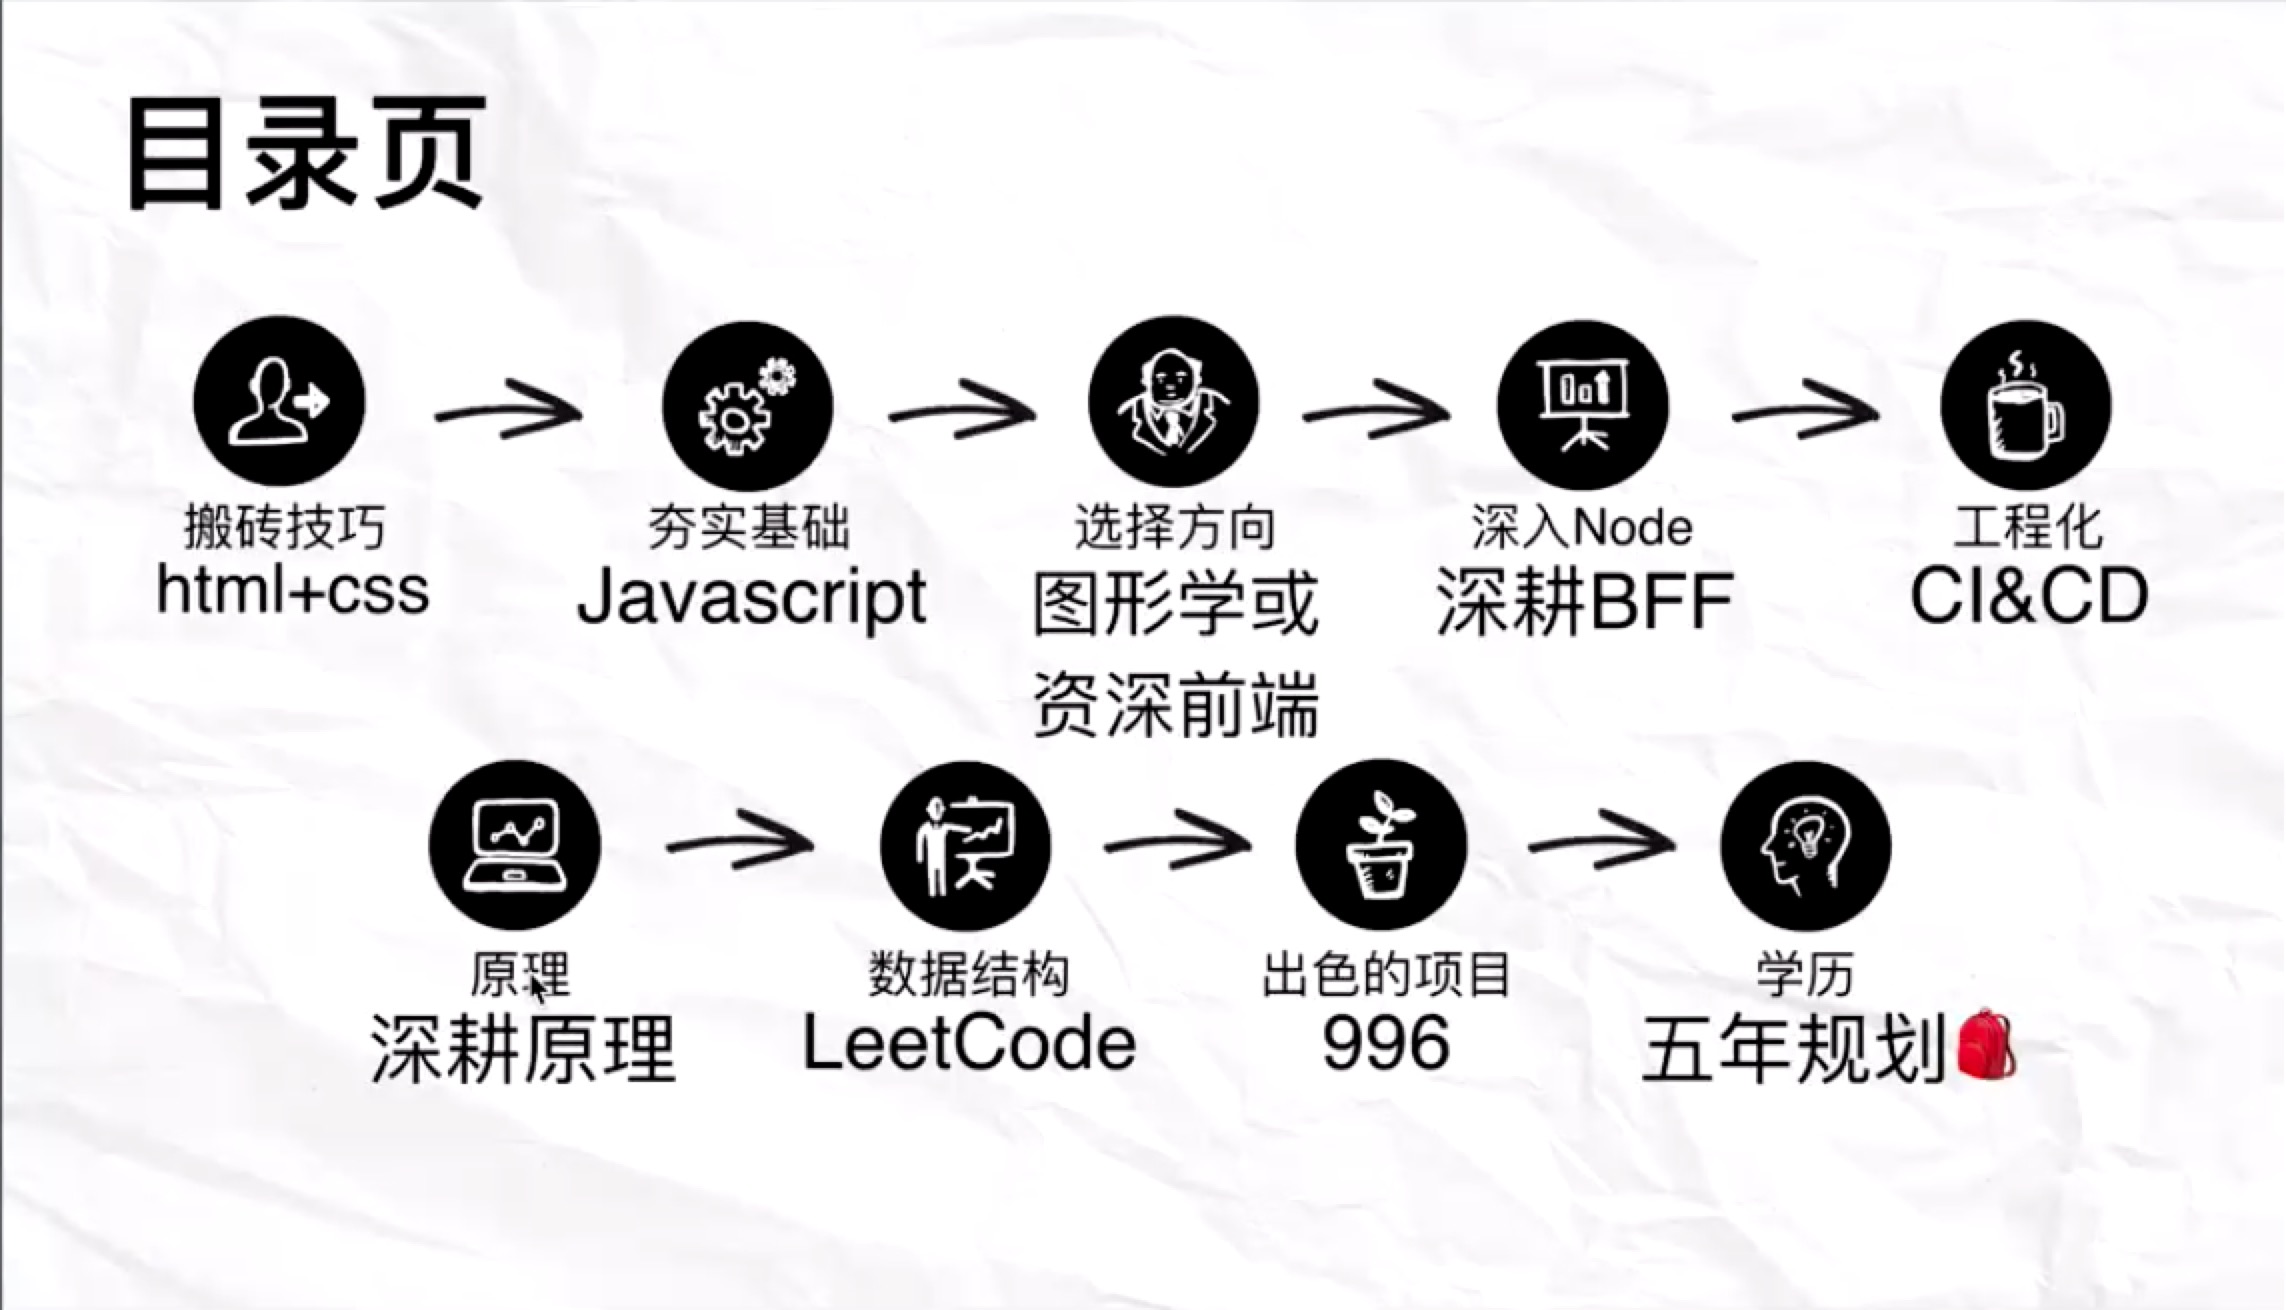 目录页
搬砖技巧
html+css
夯实基础
Javascript
选择方向
图形学或
资深前端
深入Node
深耕BFF
工程化
CI&CD
原理
深耕原理
数据结构
LeetCode
出色的项目
996
学历
五年规划🎒